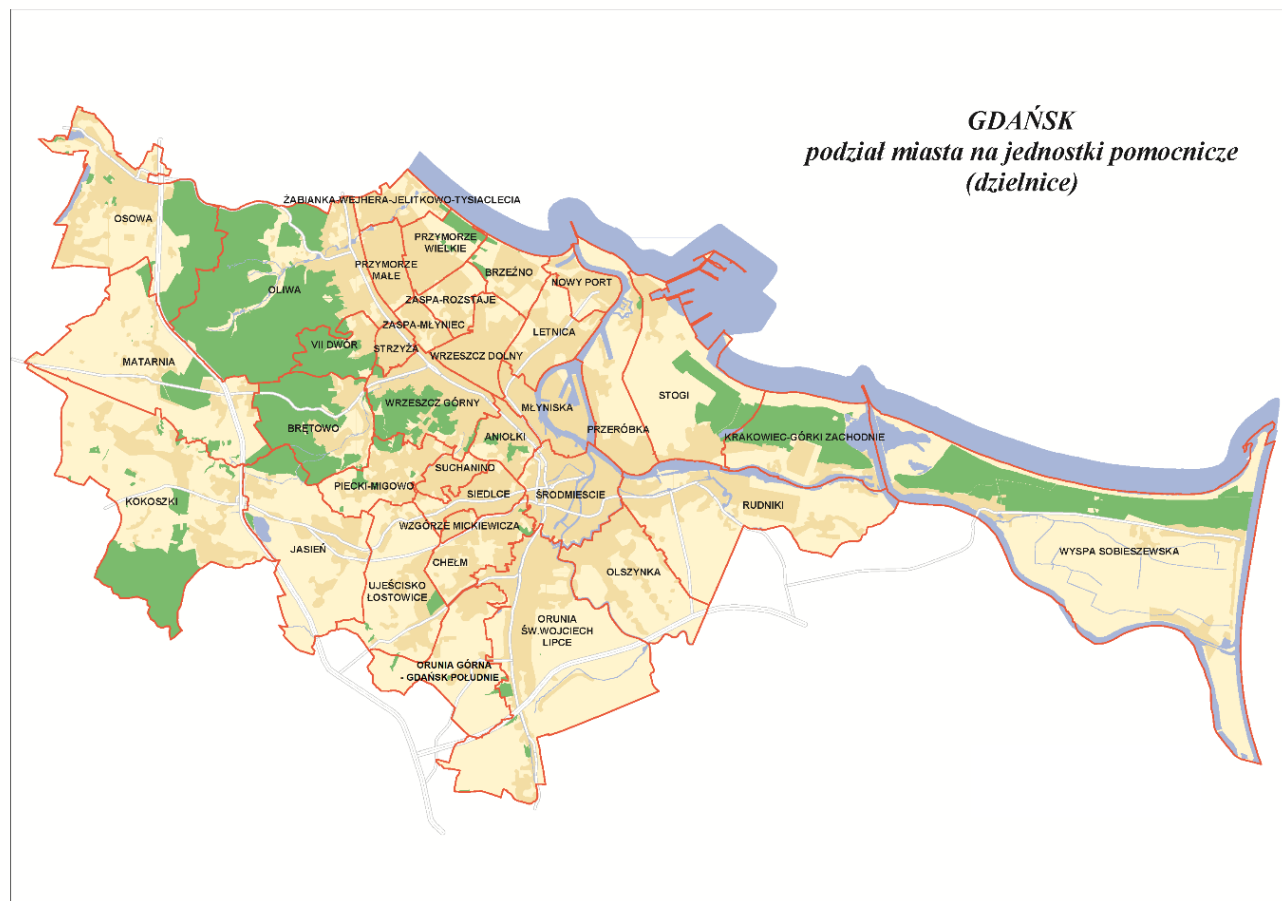 GDAŃSK
podział miasta na jednostki pomocnicze
(dzielnice)
ŻABIANKA-WEJHERA-JELITKOWO-TYSIACLECIA
OSOWA
PRZYMORZE
WIELKIE
PRZYMORZE
MAŁE
BRZEŹNO
NOWY PORT
OLIWA
ZASPA-ROZSTAJE
ZASPA-MŁYNIEC
LETNICA
VII DWÓR
STRZYŻA
WRZESZCZ DOLNY
MATARNIA
STOGI
WRZESZCZ GÓRNY
MŁYNISKA
BRĘTOWO
ANIOŁKI
PRZERÓBKA
KRAKOWIEC-GÓRKI ZACHODNIE
SUCHANINO
PIECKI-MIGOWO
SIEDLCE
ŚRODMIEŚCIE
KOKOSZKI
RUDNIKI
WZGÓRZE MICKIEWICZA
JASIEŃ
WYSPA SOBIESZEWSKA
CHEŁM
OLSZYNKA
UJEŚCISKO
ŁOSTOWICE
ORUNIA
ŚW.WOJCIECH
LIPCE
ORUNIA GÓRNA
- GDAŃSK POŁUDNIE